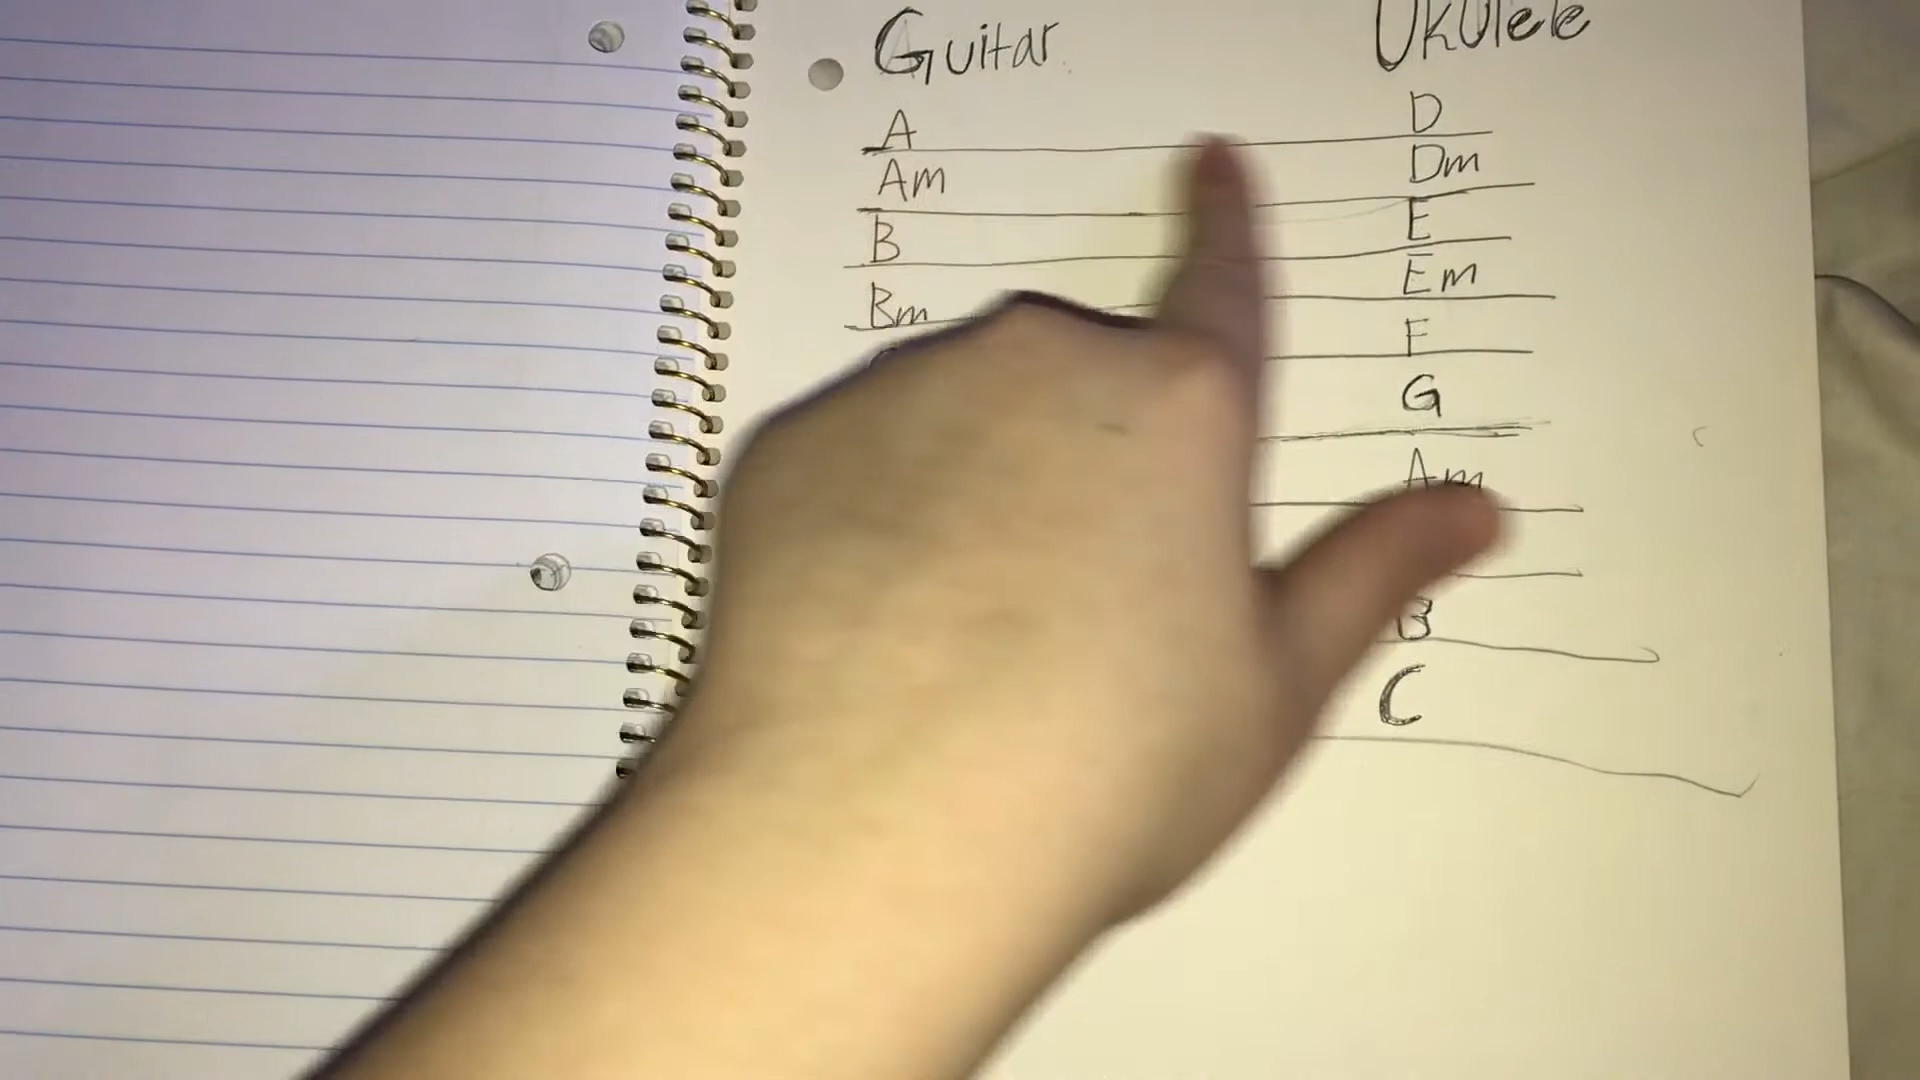 Guitar Ukulele
A D
Am Dm
B E
Bm Em
F
G
Am
B
C